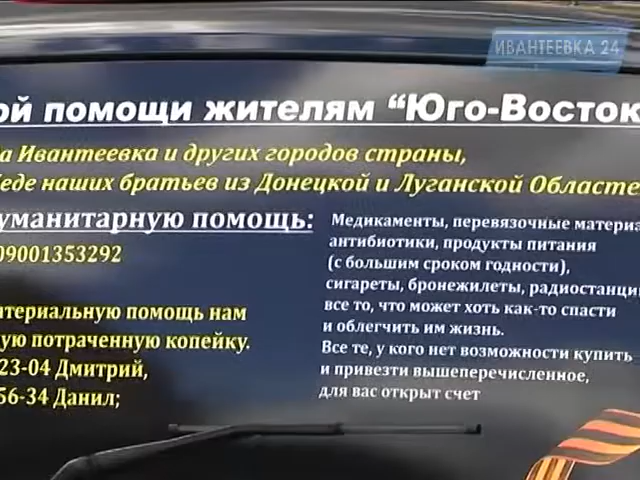 ИВАНТЕЕВКА 24
ой помощи жителям “Юго-Восток
а Ивантеевка и других городов страны,
еде наших братьев из Донецкой и Луганской Областе
уманитарную помощь:
09001353292
атериальную помощь нам
ую потраченную копейку.
23-04 Дмитрий,
56-34 Данил;
Медикаменты, перевязочные материа
антибиотики, продукты питания
(с большим сроком годности),
сигареты, бронежилеты, радиостанци
все то, что может хоть как-то спасти
и облегчить им жизнь.
Все те, у кого нет возможности купить
и привезти вышеперечисленное,
для вас открыт счет